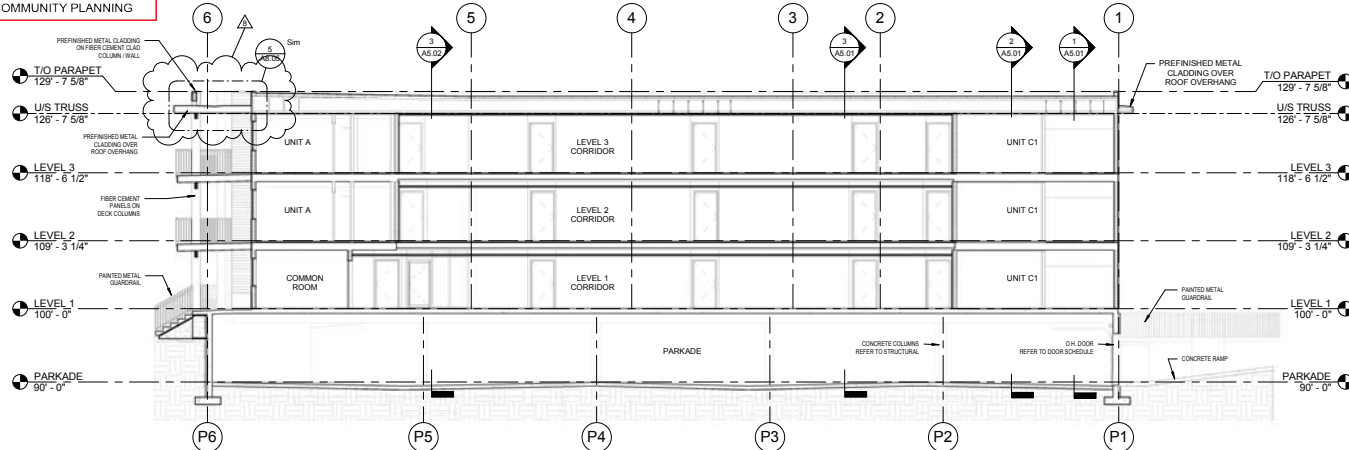 COMMUNITY PLANNING
6
8
5
A8.05
Sim
3
A5.02
5
4
3
3
A5.01
2
2
A5.01
1
A5.01
1
PREFINISHED METAL CLADDING
ON FIBER CEMENT CLAD
COLUMN / WALL
T/O PARAPET
129' - 7 5/8"
U/S TRUSS
126' - 7 5/8"
PREFINISHED METAL
CLADDING OVER
ROOF OVERHANG
LEVEL 3
118' - 6 1/2"
FIBER CEMENT
PANELS ON
DECK COLUMNS
LEVEL 2
109' - 3 1/4"
PAINTED METAL
GUARDRAIL
LEVEL 1
100' - 0"
PARKADE
90' - 0"
UNIT A
LEVEL 3
CORRIDOR
UNIT C1
UNIT A
LEVEL 2
CORRIDOR
UNIT C1
COMMON
ROOM
LEVEL 1
CORRIDOR
UNIT C1
PARKADE
CONCRETE COLUMNS
REFER TO STRUCTURAL
O.H. DOOR
REFER TO DOOR SCHEDULE
PREFINISHED METAL
CLADDING OVER
ROOF OVERHANG
T/O PARAPET
129' - 7 5/8"
U/S TRUSS
126' - 7 5/8"
LEVEL 3
118' - 6 1/2"
LEVEL 2
109' - 3 1/4"
PAINTED METAL
GUARDRAIL
LEVEL 1
100' - 0"
CONCRETE RAMP
PARKADE
90' - 0"
P6
P5
P4
P3
P2
P1